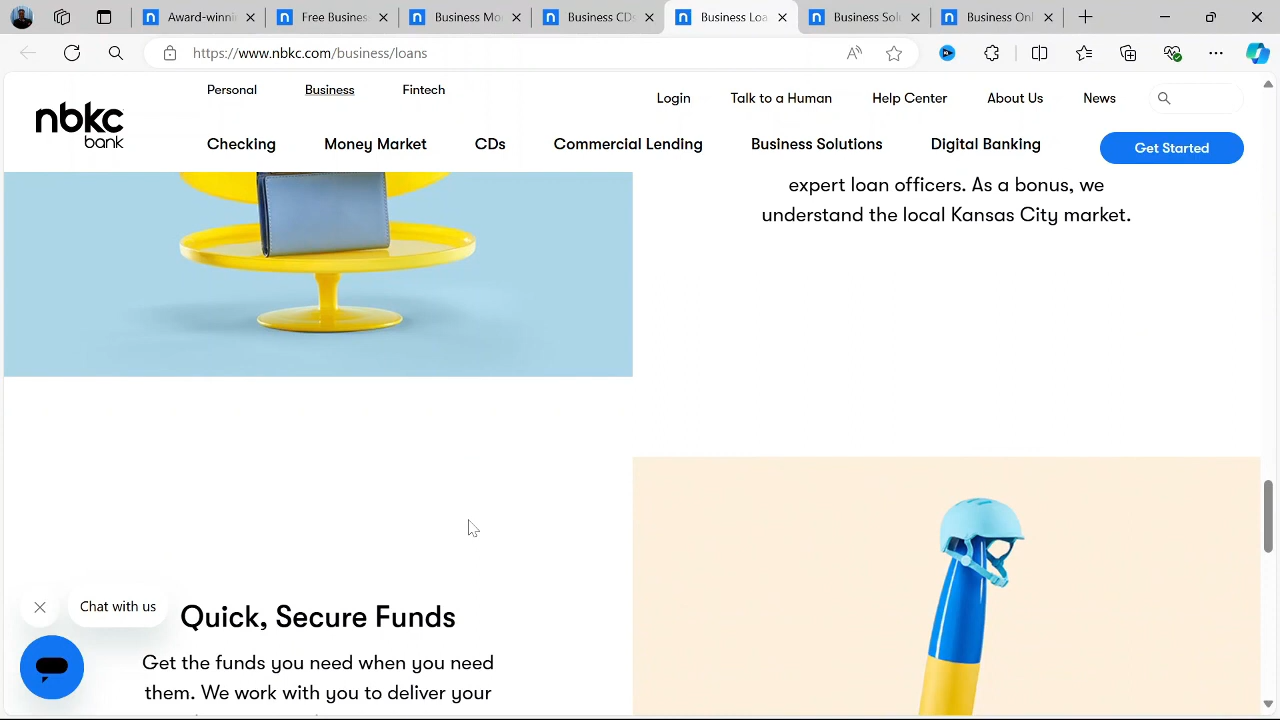 Award-winni
Free Business
Business Mo
Business CDs
Business Loa
Business Solu
Business Onl
https://www.nbkc.com/business/loans
Personal
Business
Fintech
Login
Talk to a Human
Help Center
About Us
News
nbkc
bank
Checking
Money Market
CDs
Commercial Lending
Business Solutions
Digital Banking
Get Started
expert loan officers. As a bonus, we
understand the local Kansas City market.
Chat with us
Quick, Secure Funds
Get the funds you need when you need
them. We work with you to deliver your